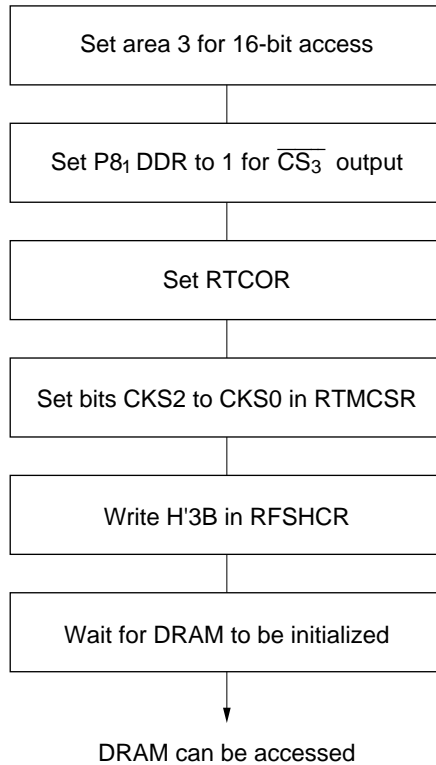 Set area 3 for 16-bit access
Set P8₁ DDR to 1 for C̅S̅₃̅ output
Set RTCOR
Set bits CKS2 to CKS0 in RTMCSR
Write H'3B in RFSHCR
Wait for DRAM to be initialized
DRAM can be accessed